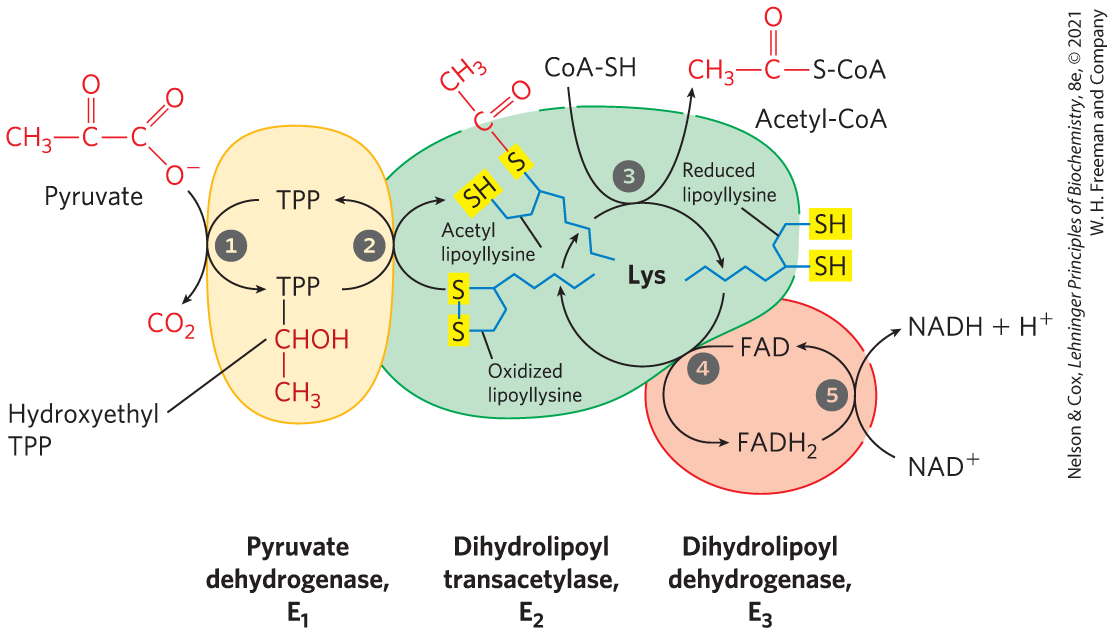 O
CH3—C—C
O
O−
Pyruvate
CO2
Hydroxyethyl
TPP
1
TPP
TPP
CHOH
CH3
2
CH3
C
O
S
SH
Acetyl
lipoyllysine
S
S
Oxidized
lipoyllysine
Lys
CoA-SH
3
O
CH3—C—S-CoA
Acetyl-CoA
Reduced
lipoyllysine
SH
SH
4
FAD
FADH2
5
NADH + H+
NAD+
Pyruvate
dehydrogenase,
E1
Dihydrolipoyl
transacetylase,
E2
Dihydrolipoyl
dehydrogenase,
E3
Nelson & Cox, Lehninger Principles of Biochemistry, 8e, © 2021
W. H. Freeman and Company